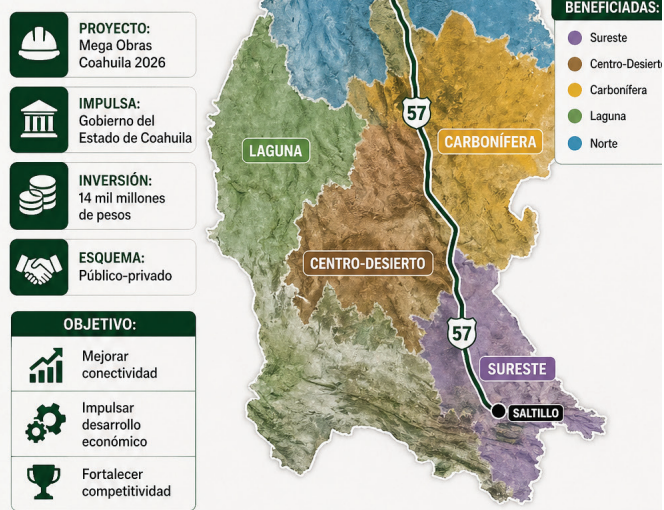 PROYECTO:
Mega Obras
Coahuila 2026
IMPULSA:
Gobierno del
Estado de Coahuila
INVERSIÓN:
14 mil millones
de pesos
ESQUEMA:
Público-privado
OBJETIVO:
Mejorar
conectividad
Impulsar
desarrollo
económico
Fortalecer
competitividad
57
LAGUNA
CARBONÍFERA
CENTRO-DESIERTO
57
SURESTE
SALTILLO
BENEFICIADAS:
Sureste
Centro-Desierto
Carbonífera
Laguna
Norte